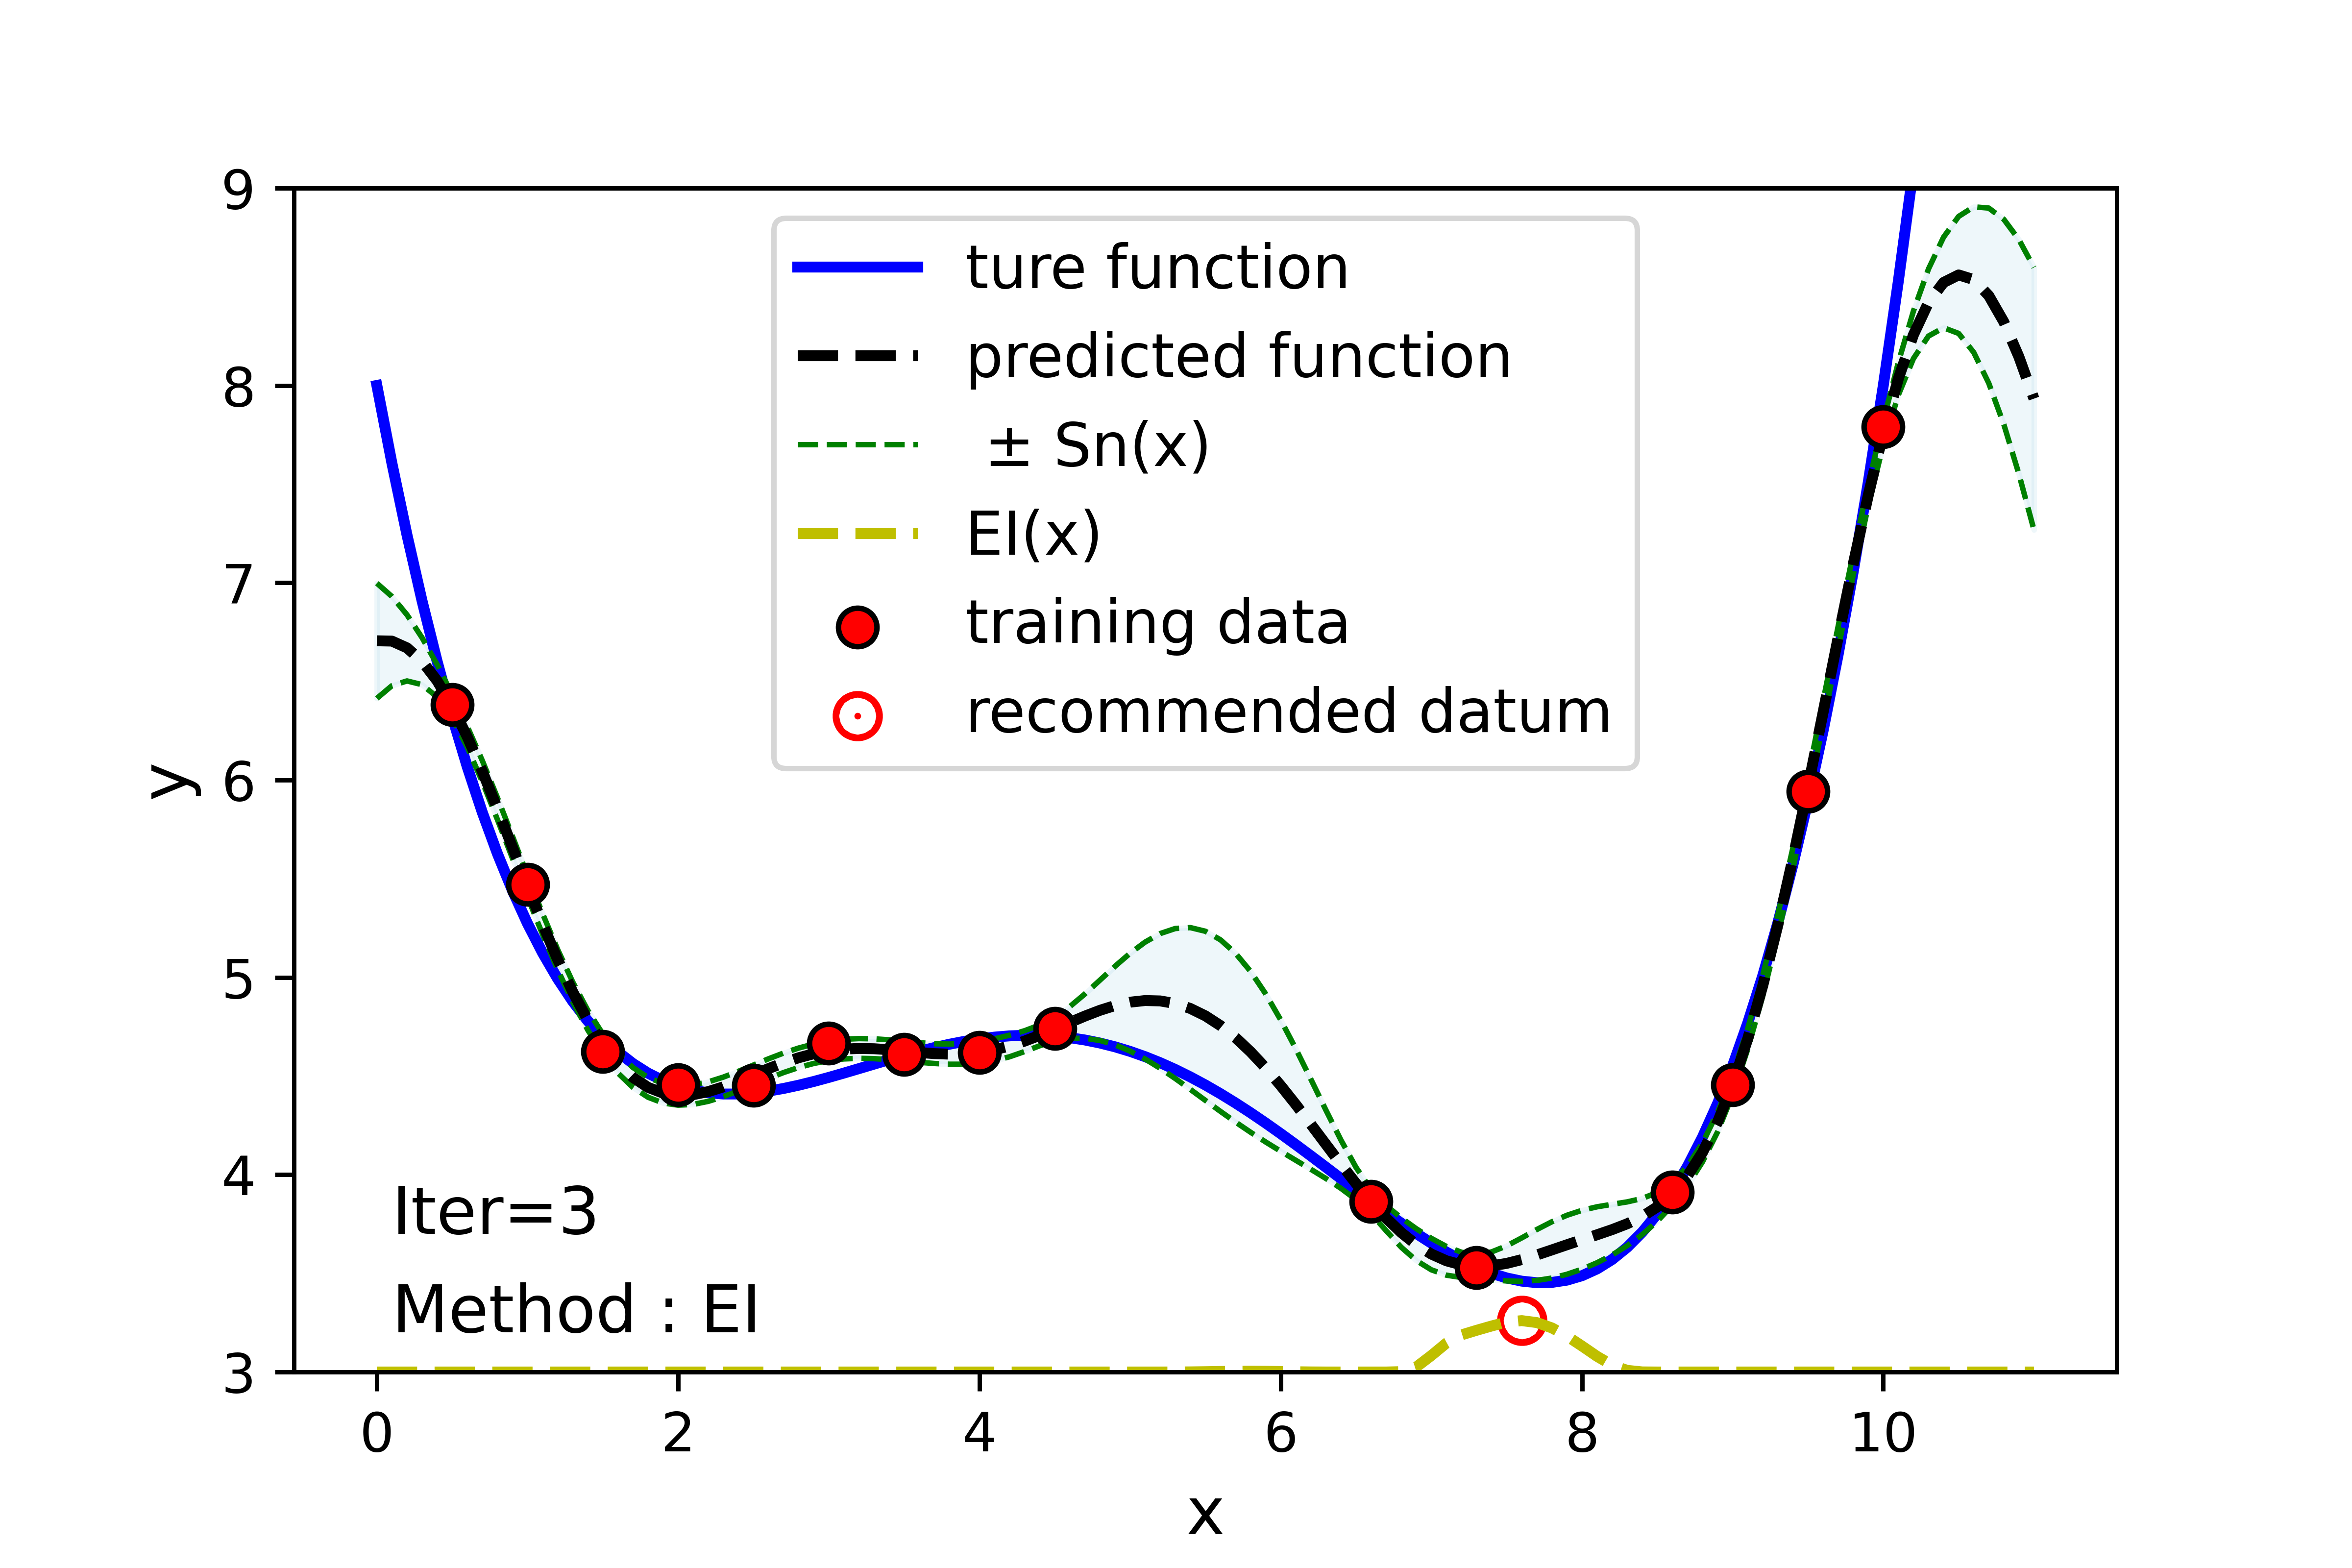 9
8
7
6
5
4
3
y
ture function
predicted function
± Sn(x)
EI(x)
training data
recommended datum
Iter=3
Method : EI
0 2 4 6 8 10
x